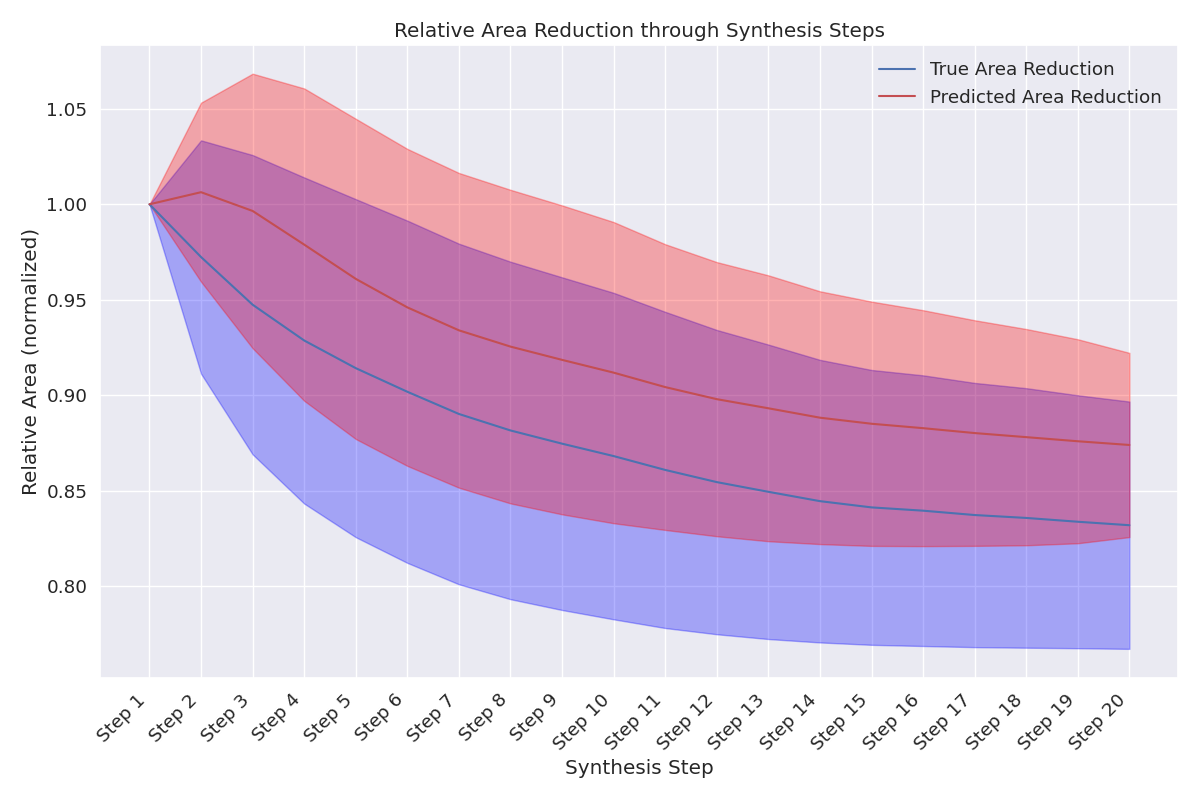 Relative Area Reduction through Synthesis Steps
True Area Reduction
Predicted Area Reduction
Relative Area (normalized)
1.05
1.00
0.95
0.90
0.85
0.80
Step 1
Step 2
Step 3
Step 4
Step 5
Step 6
Step 7
Step 8
Step 9
Step 10
Step 11
Step 12
Step 13
Step 14
Step 15
Step 16
Step 17
Step 18
Step 19
Step 20
Synthesis Step